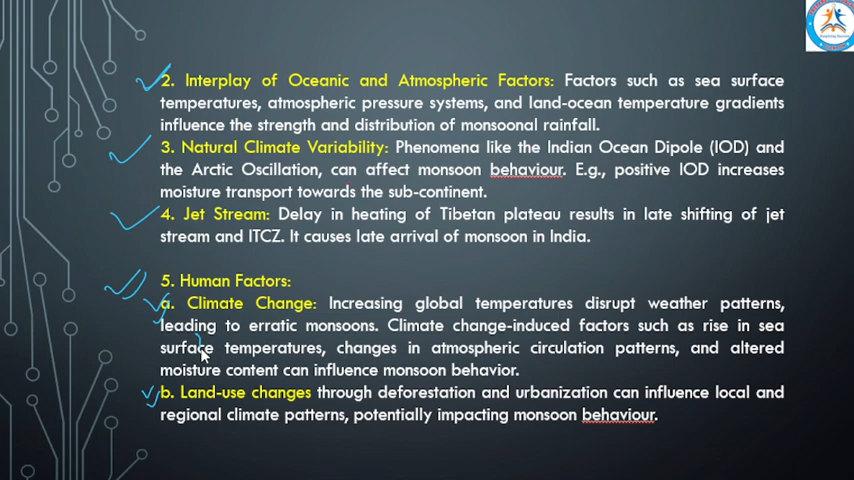 2. Interplay of Oceanic and Atmospheric Factors: Factors such as sea surface
temperatures, atmospheric pressure systems, and land-ocean temperature gradients
influence the strength and distribution of monsoonal rainfall.
3. Natural Climate Variability: Phenomena like the Indian Ocean Dipole (IOD) and
the Arctic Oscillation, can affect monsoon behaviour. E.g., positive IOD increases
moisture transport towards the sub-continent.
4. Jet Stream: Delay in heating of Tibetan plateau results in late shifting of jet
stream and ITCZ. It causes late arrival of monsoon in India.
5. Human Factors:
a. Climate Change: Increasing global temperatures disrupt weather patterns,
leading to erratic monsoons. Climate change-induced factors such as rise in sea
surface temperatures, changes in atmospheric circulation patterns, and altered
moisture content can influence monsoon behavior.
b. Land-use changes through deforestation and urbanization can influence local and
regional climate patterns, potentially impacting monsoon behaviour.